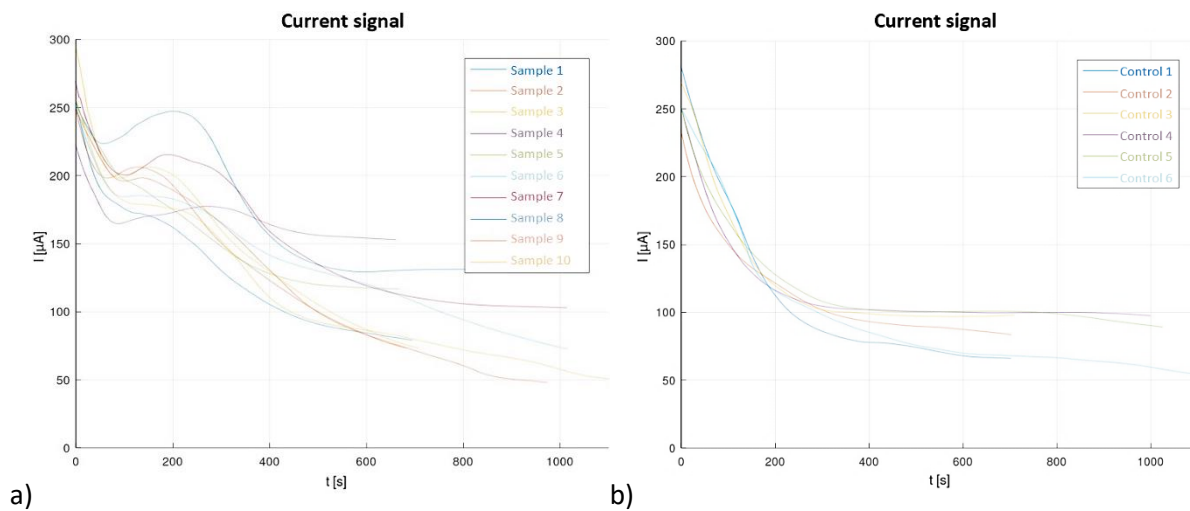 Current signal
300
250
200
150
100
50
0
I [µA]
0 200 400 600 800 1000
t [s]
Sample 1
Sample 2
Sample 3
Sample 4
Sample 5
Sample 6
Sample 7
Sample 8
Sample 9
Sample 10
a)
Current signal
300
250
200
150
100
50
0
I [µA]
0 200 400 600 800 1000
t [s]
Control 1
Control 2
Control 3
Control 4
Control 5
Control 6
b)